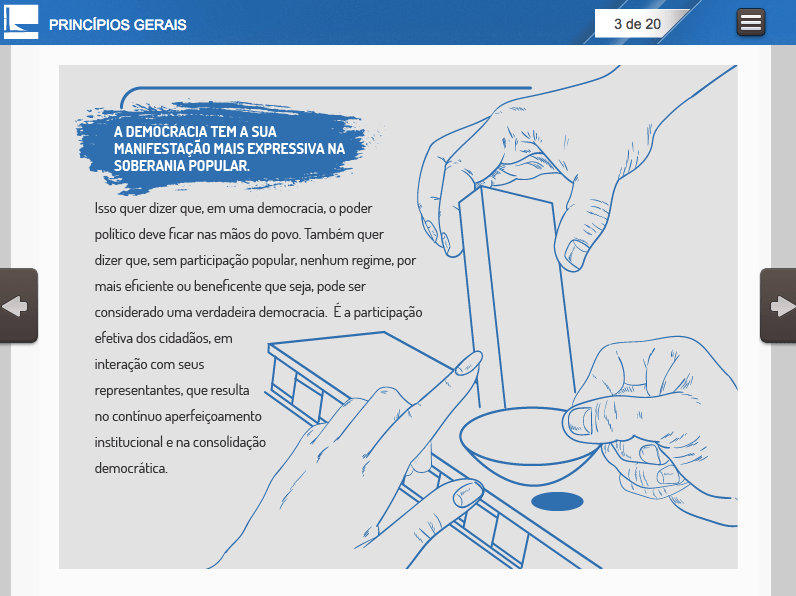 PRINCÍPIOS GERAIS
3 de 20
A DEMOCRACIA TEM A SUA
MANIFESTAÇÃO MAIS EXPRESSIVA NA
SOBERANIA POPULAR.
Isso quer dizer que, em uma democracia, o poder
político deve ficar nas mãos do povo. Também quer
dizer que, sem participação popular, nenhum regime, por
mais eficiente ou beneficente que seja, pode ser
considerado uma verdadeira democracia. É a participação
efetiva dos cidadãos, em
interação com seus
representantes, que resulta
no contínuo aperfeiçoamento
institucional e na consolidação
democrática.